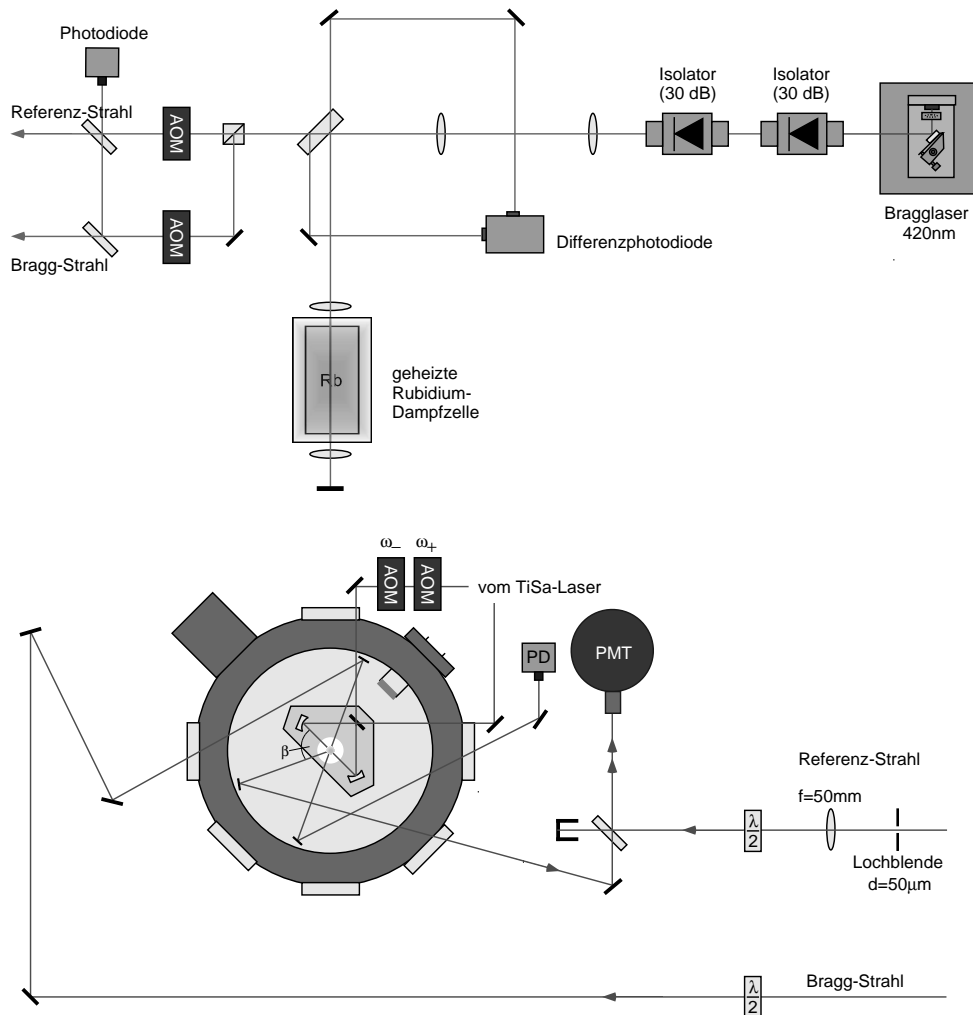 Photodiode
Referenz-Strahl
AOM
Isolator
(30 dB)
Isolator
(30 dB)
AOM
Bragg-Strahl
Differenzphotodiode
Bragglaser
420nm
Rb
geheizte
Rubidium-
Dampfzelle
ω– ω+
AOM AOM
vom TiSa-Laser
PD
PMT
β
Referenz-Strahl
f=50mm
λ
2
Lochblende
d=50μm
Bragg-Strahl
λ
2